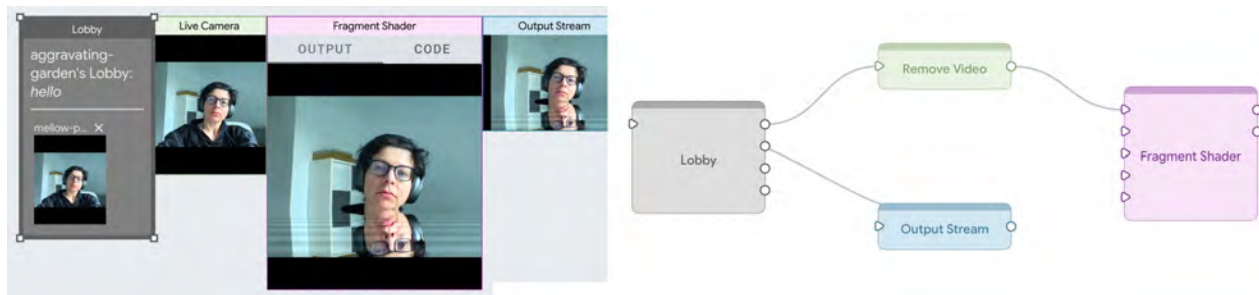 Lobby
aggravating-
garden's Lobby:
hello
mellow-p... X
Live Camera
Fragment Shader
OUTPUT CODE
Output Stream
Lobby
Remove Video
Output Stream
Fragment Shader